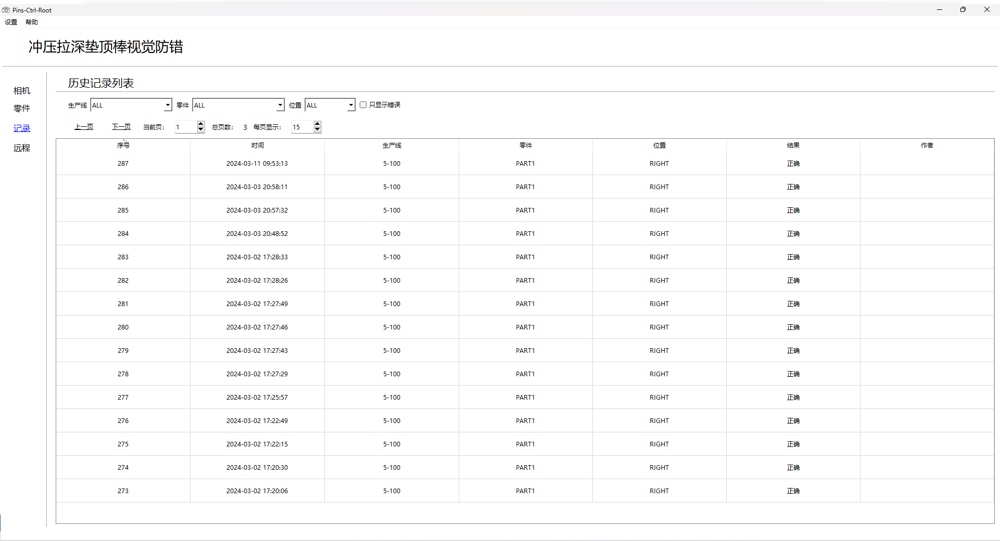 Pins-Ctrl-Root
设置 帮助
冲压拉深垫顶棒视觉防错
相机
零件
记录
远程
历史记录列表
生产线 ALL 零件 ALL 位置 ALL 只显示错误
上一页 下一页 当前页： 1 总页数： 3 每页显示： 15
序号 时间 生产线 零件 位置 结果 作者
287 2024-03-11 09:53:13 5-100 PART1 RIGHT 正确
286 2024-03-03 20:58:11 5-100 PART1 RIGHT 正确
285 2024-03-03 20:57:32 5-100 PART1 RIGHT 正确
284 2024-03-03 20:48:52 5-100 PART1 RIGHT 正确
283 2024-03-02 17:28:33 5-100 PART1 RIGHT 正确
282 2024-03-02 17:28:26 5-100 PART1 RIGHT 正确
281 2024-03-02 17:27:49 5-100 PART1 RIGHT 正确
280 2024-03-02 17:27:46 5-100 PART1 RIGHT 正确
279 2024-03-02 17:27:43 5-100 PART1 RIGHT 正确
278 2024-03-02 17:27:29 5-100 PART1 RIGHT 正确
277 2024-03-02 17:25:57 5-100 PART1 RIGHT 正确
276 2024-03-02 17:22:49 5-100 PART1 RIGHT 正确
275 2024-03-02 17:22:15 5-100 PART1 RIGHT 正确
274 2024-03-02 17:20:30 5-100 PART1 RIGHT 正确
273 2024-03-02 17:20:06 5-100 PART1 RIGHT 正确